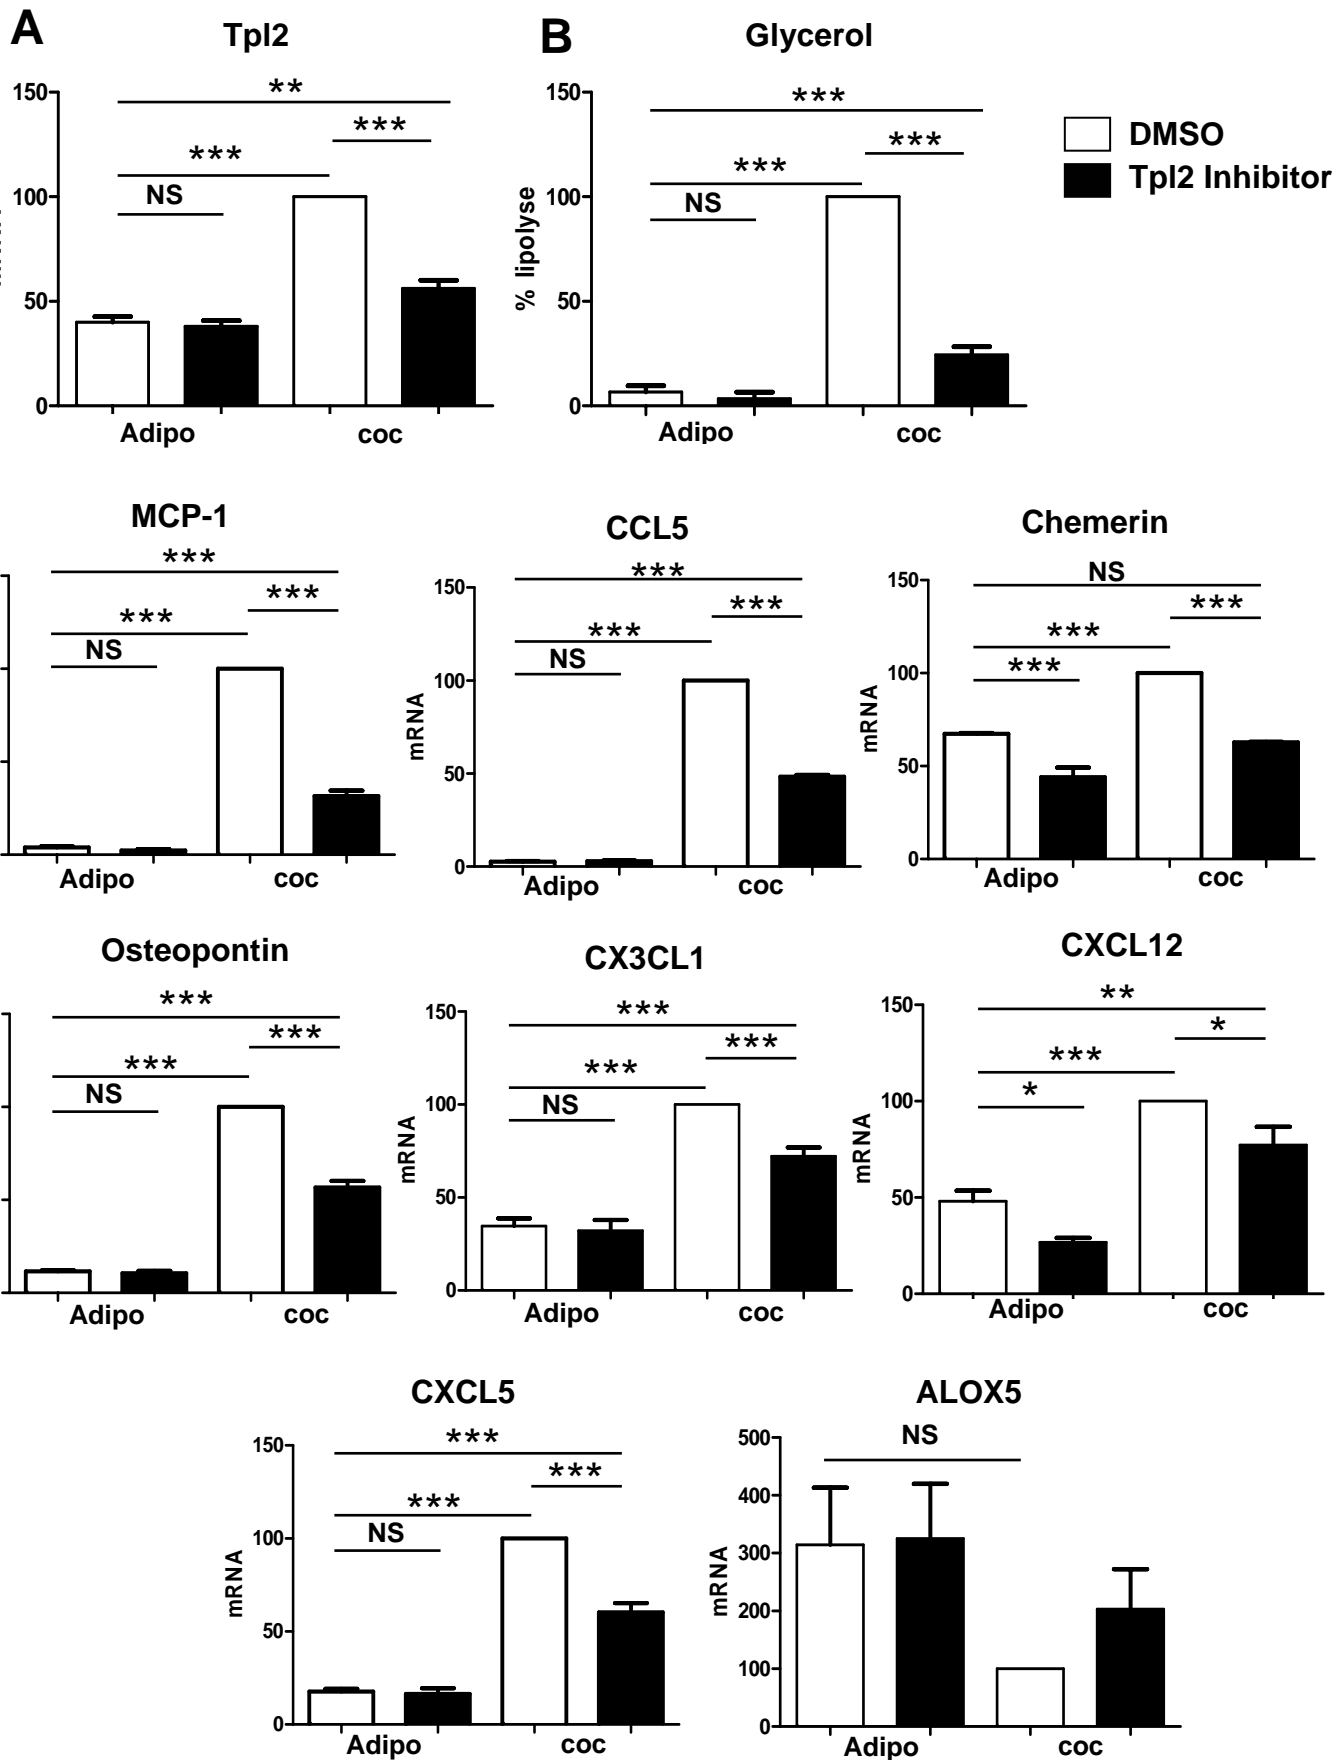 A
Tpl2
B
Glycerol
150
**
***
***
NS
100
50
0
Adipo
coc
150
***
***
***
NS
100
50
0
% lipolyse
Adipo
coc
DMSO
Tpl2 Inhibitor
MCP-1
***
***
***
NS
Adipo
coc
CCL5
150
***
***
***
NS
100
50
0
mRNA
Adipo
coc
Chemerin
150
NS
***
***
***
100
50
0
mRNA
Adipo
coc
Osteopontin
***
***
***
NS
Adipo
coc
CX3CL1
150
***
***
***
NS
100
50
0
mRNA
Adipo
coc
CXCL12
150
**
*
***
*
100
50
0
mRNA
Adipo
coc
CXCL5
150
***
***
***
NS
100
50
0
mRNA
Adipo
coc
ALOX5
500
NS
400
300
200
100
0
mRNA
Adipo
coc